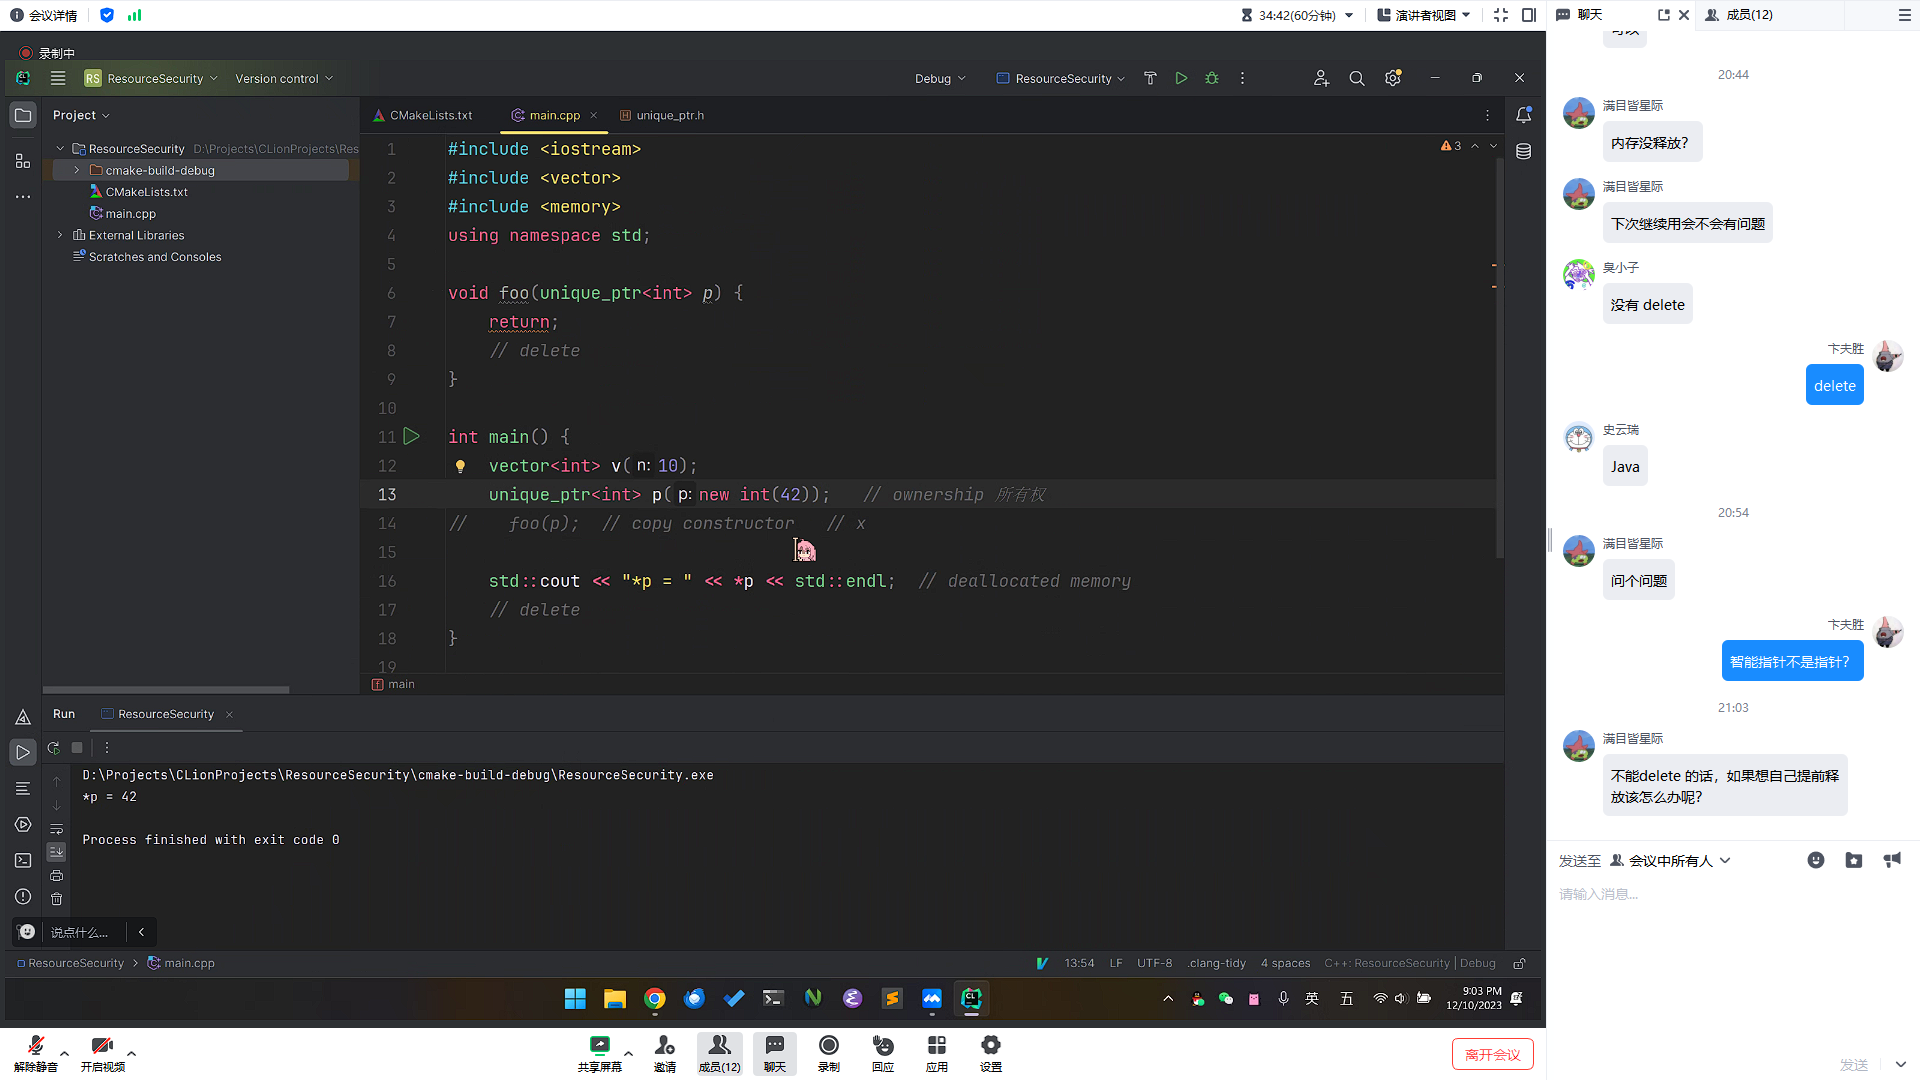 会议详情
34:42(60分钟)
演讲者视图
聊天
成员(12)
录制中
RS ResourceSecurity
Version control
Debug
ResourceSecurity
Project
CMakeLists.txt
main.cpp
unique_ptr.h
ResourceSecurity D:\Projects\CLionProjects\Res
cmake-build-debug
CMakeLists.txt
main.cpp
External Libraries
Scratches and Consoles
3
1 #include <iostream>
2 #include <vector>
3 #include <memory>
4 using namespace std;
5
6 void foo(unique_ptr<int> p) {
7 return;
8 // delete
9 }
10
11 int main() {
12 vector<int> v( n: 10);
13 unique_ptr<int> p( p: new int(42)); // ownership 所有权
14 // foo(p); // copy constructor // x
15
16 std::cout << "*p = " << *p << std::endl; // deallocated memory
17 // delete
18 }
19
main
Run
ResourceSecurity
D:\Projects\CLionProjects\ResourceSecurity\cmake-build-debug\ResourceSecurity.exe
*p = 42
Process finished with exit code 0
说点什么...
ResourceSecurity
main.cpp
13:54 LF UTF-8 .clang-tidy 4 spaces C++: ResourceSecurity | Debug
CL
英
五
9:03 PM
12/10/2023
可以
20:44
满目皆星际
内存没释放?
满目皆星际
下次继续用会不会有问题
臭小子
没有 delete
卞夫胜
delete
史云瑞
Java
20:54
满目皆星际
问个问题
卞夫胜
智能指针不是指针?
21:03
满目皆星际
不能delete 的话，如果想自己提前释
放该怎么办呢?
发送至 会议中所有人
请输入消息...
发送
解除静音
开启视频
共享屏幕
邀请
成员(12)
聊天
录制
回应
应用
设置
离开会议